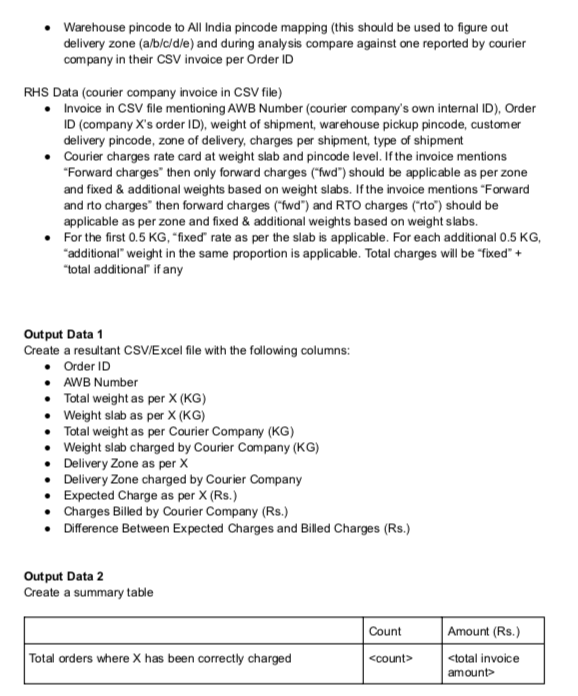 • Warehouse pincode to All India pincode mapping (this should be used to figure out
delivery zone (a/b/c/d/e) and during analysis compare against one reported by courier
company in their CSV invoice per Order ID
RHS Data (courier company invoice in CSV file)
• Invoice in CSV file mentioning AWB Number (courier company's own internal ID), Order
ID (company X's order ID), weight of shipment, warehouse pickup pincode, customer
delivery pincode, zone of delivery, charges per shipment, type of shipment
• Courier charges rate card at weight slab and pincode level. If the invoice mentions
"Forward charges" then only forward charges ("fwd") should be applicable as per zone
and fixed & additional weights based on weight slabs. If the invoice mentions "Forward
and rto charges" then forward charges ("fwd") and RTO charges ("rto") should be
applicable as per zone and fixed & additional weights based on weight slabs.
• For the first 0.5 KG, "fixed" rate as per the slab is applicable. For each additional 0.5 KG,
"additional" weight in the same proportion is applicable. Total charges will be "fixed" +
"total additional" if any
Output Data 1
Create a resultant CSV/Excel file with the following columns:
• Order ID
• AWB Number
• Total weight as per X (KG)
• Weight slab as per X (KG)
• Total weight as per Courier Company (KG)
• Weight slab charged by Courier Company (KG)
• Delivery Zone as per X
• Delivery Zone charged by Courier Company
• Expected Charge as per X (Rs.)
• Charges Billed by Courier Company (Rs.)
• Difference Between Expected Charges and Billed Charges (Rs.)
Output Data 2
Create a summary table
Count Amount (Rs.)
Total orders where X has been correctly charged <count> <total invoice
amount>